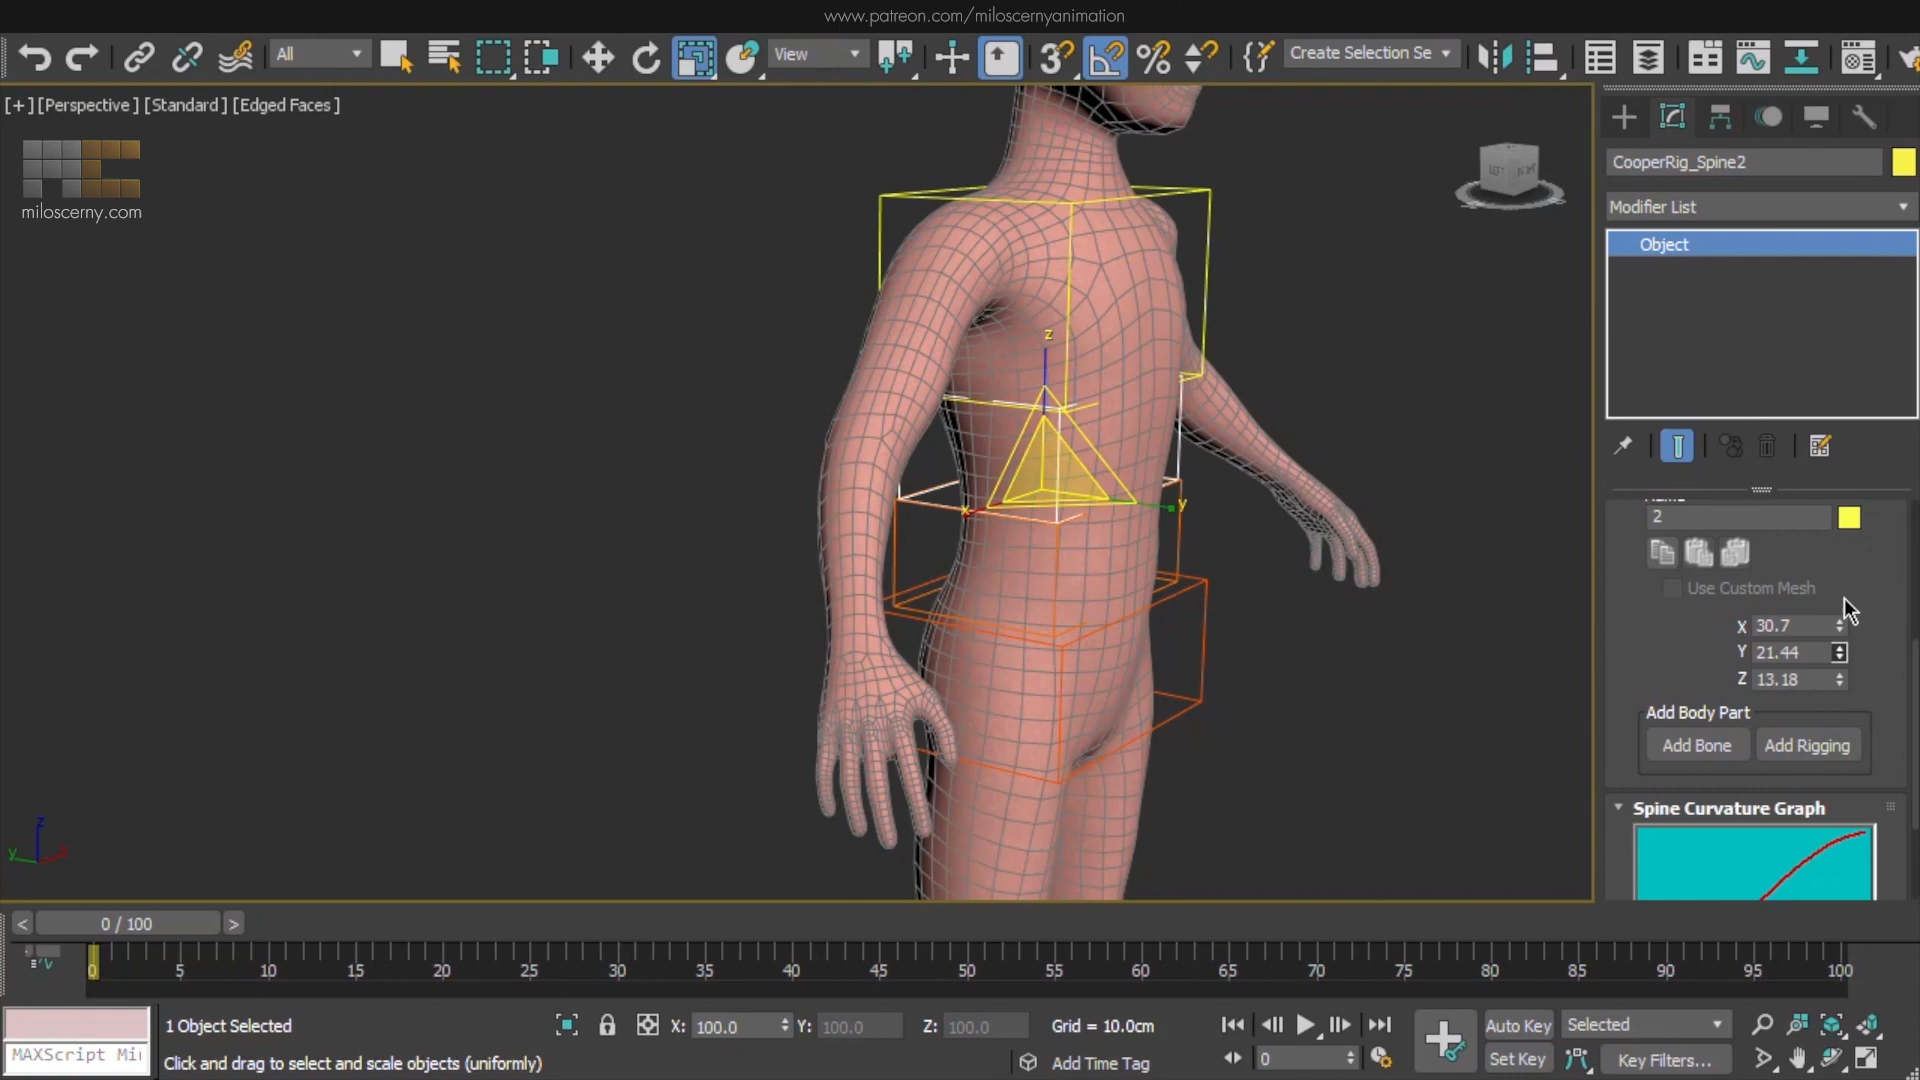 www.patreon.com/miloscernyanimation
All
View
Create Selection Se
[+] [Perspective] [Standard] [Edged Faces]
miloscerny.com
LEFT
CooperRig_Spine2
Modifier List
Object
2
Use Custom Mesh
X 30.7
Y 21.44
Z 13.18
Add Body Part
Add Bone Add Rigging
Spine Curvature Graph
z
x
y
z
y
< 0 / 100 >
0 5 10 15 20 25 30 35 40 45 50 55 60 65 70 75 80 85 90 95 100
1 Object Selected X: 100.0 Y: 100.0 Z: 100.0 Grid = 10.0cm Auto Key Selected
MAXScript Mi
Click and drag to select and scale objects (uniformly) Add Time Tag 0 Set Key Key Filters...